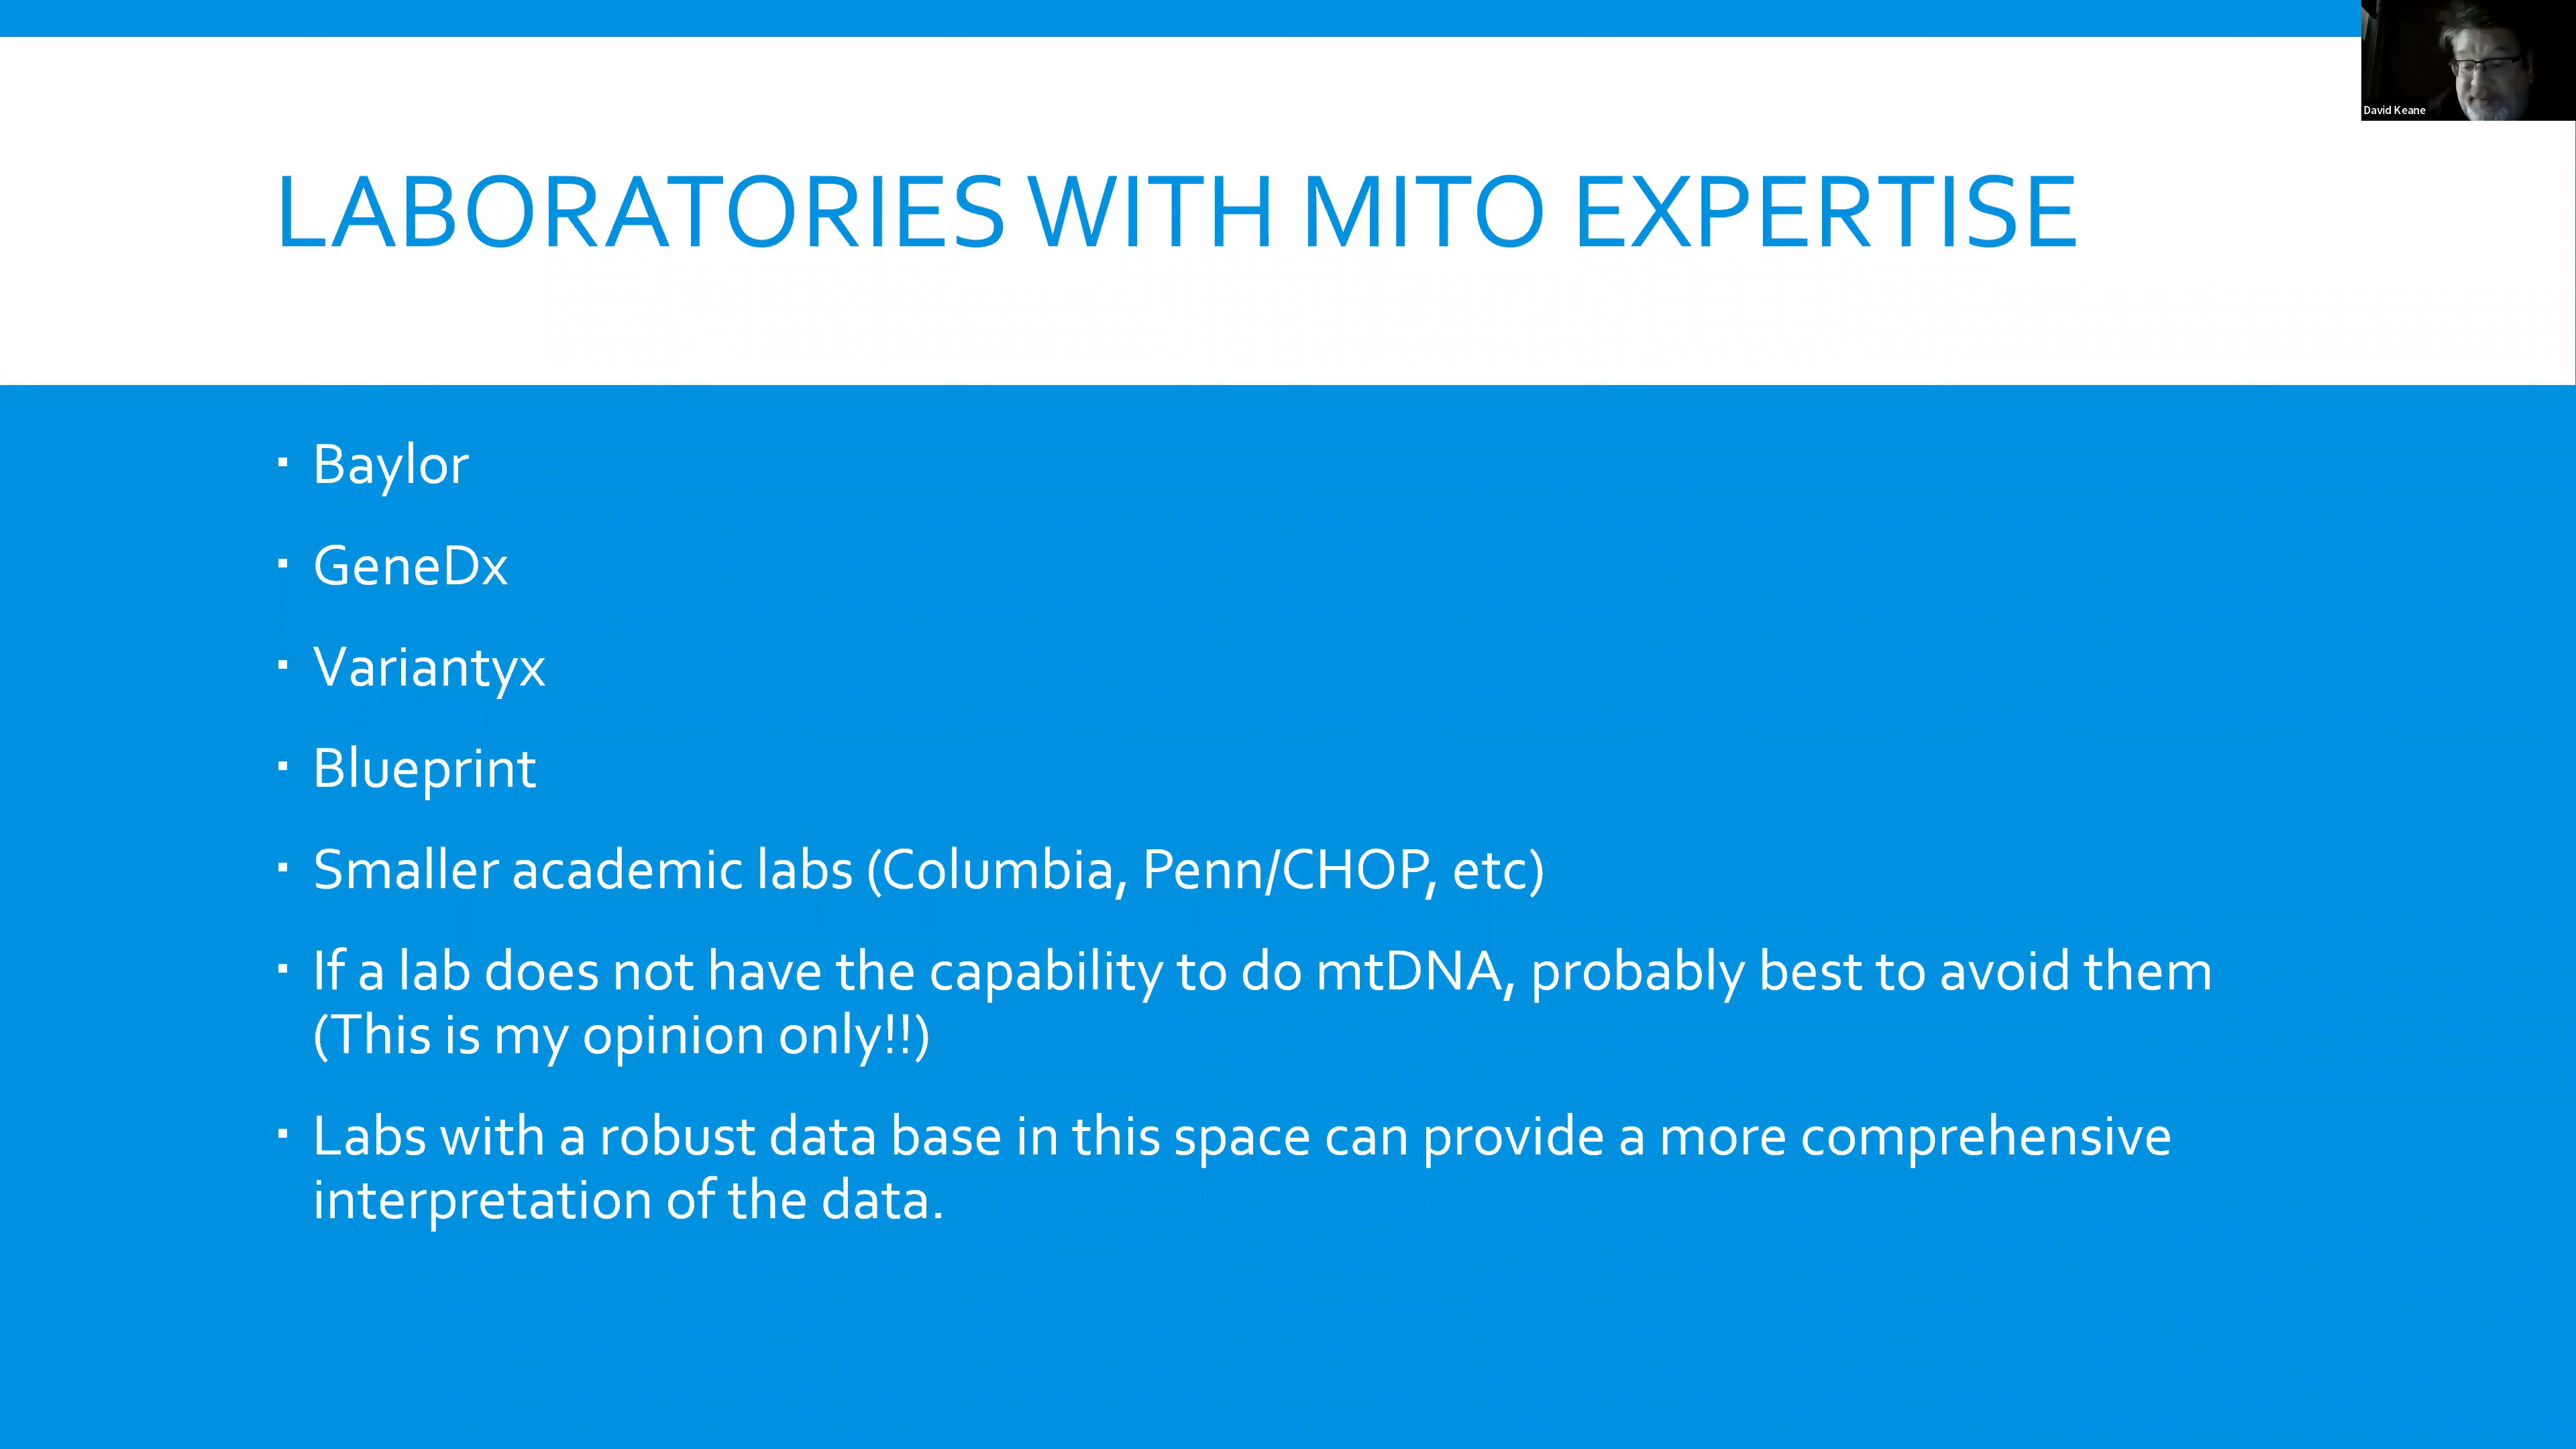 David Keane
LABORATORIES WITH MITO EXPERTISE
▪ Baylor
▪ GeneDx
▪ Variantyx
▪ Blueprint
▪ Smaller academic labs (Columbia, Penn/CHOP, etc)
▪ If a lab does not have the capability to do mtDNA, probably best to avoid them
(This is my opinion only!!)
▪ Labs with a robust data base in this space can provide a more comprehensive
interpretation of the data.